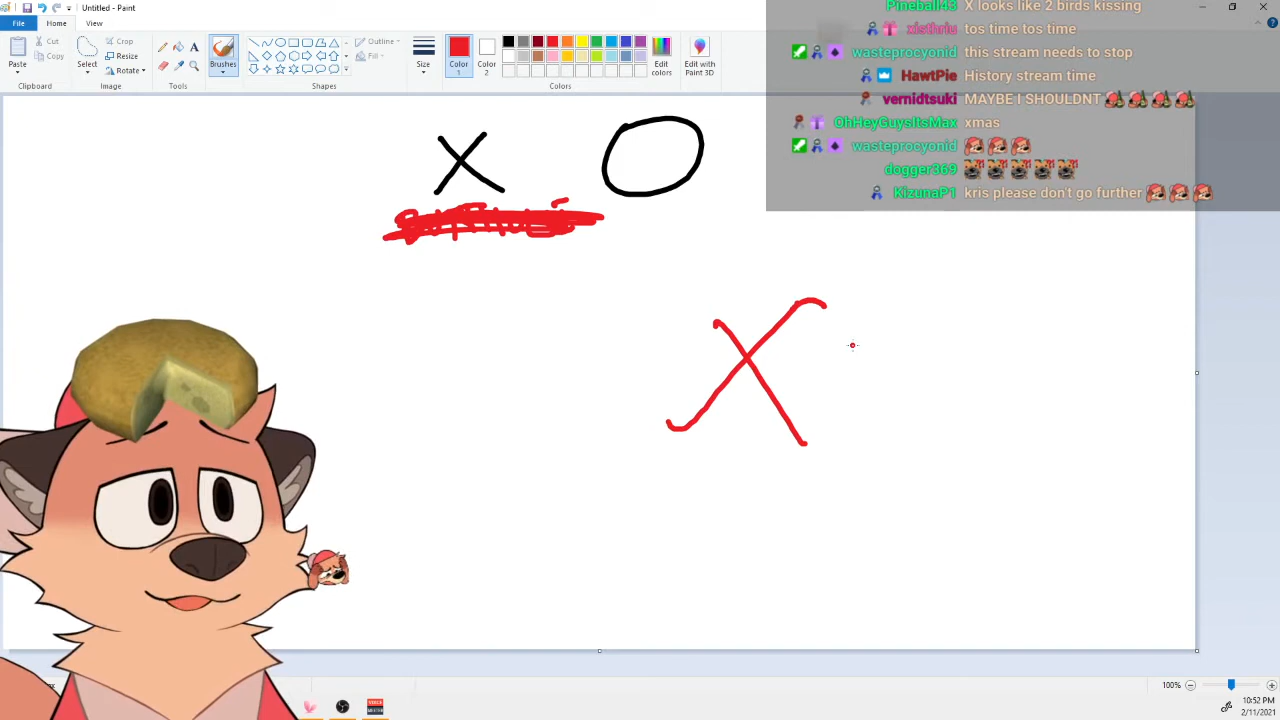 Untitled - Paint
File Home View
Paste
Select
Crop
Resize
Rotate
Brushes
Outline
Fill
Size
Color 1
Color 2
Edit colors
Edit with Paint 3D
Clipboard Image Tools Shapes Colors
Pineball43 X looks like 2 birds kissing
xisthriu tos time tos time
wasteprocyonid this stream needs to stop
HawtPie History stream time
vernidtsuki MAYBE I SHOULDNT
OhHeyGuysItsMax xmas
wasteprocyonid
dogger369
KizunaP1 kris please don't go further
X O
X
100%
10:52 PM
2/11/2021